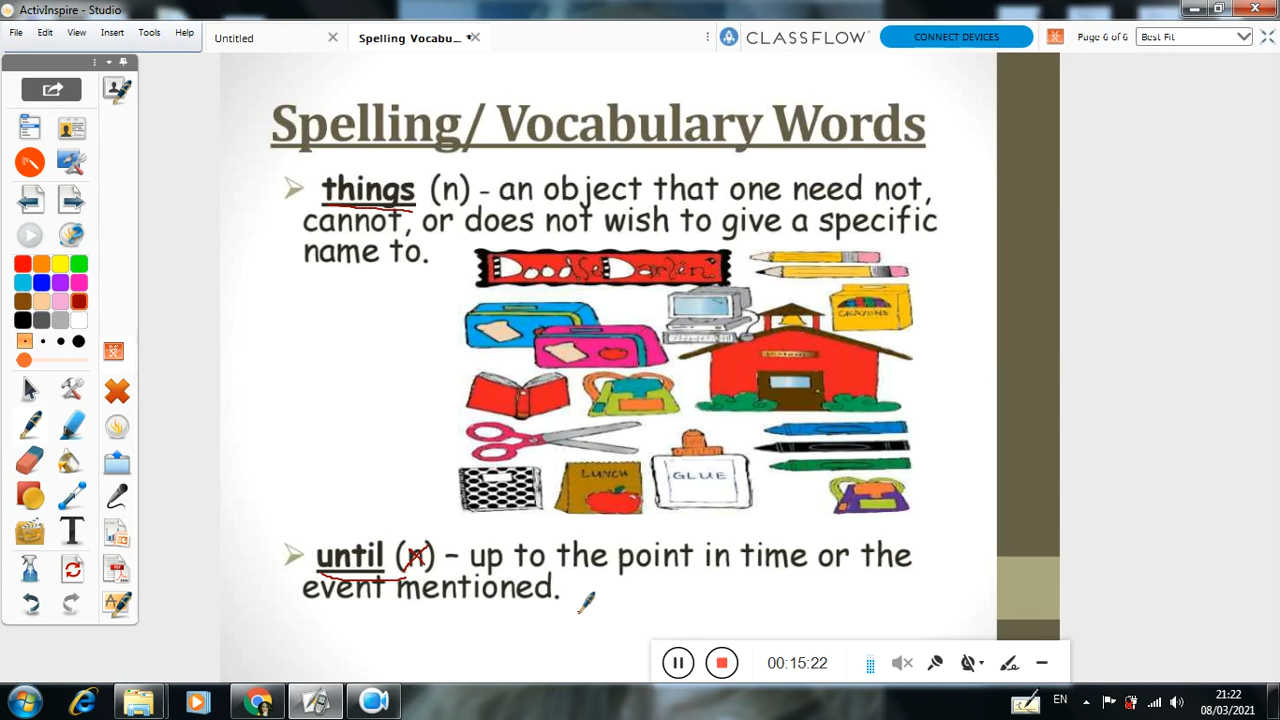 ActivInspire - Studio
File Edit View Insert Tools Help
Untitled
Spelling Vocabu...
CLASSFLOW
CONNECT DEVICES
Page 6 of 6
Best Fit
Spelling/ Vocabulary Words
things (n) - an object that one need not,
cannot, or does not wish to give a specific
name to.
Doodle Darlin'
CRAYONS
LUNCH
GLUE
until (n) - up to the point in time or the
event mentioned.
00:15:22
EN
21:22
08/03/2021